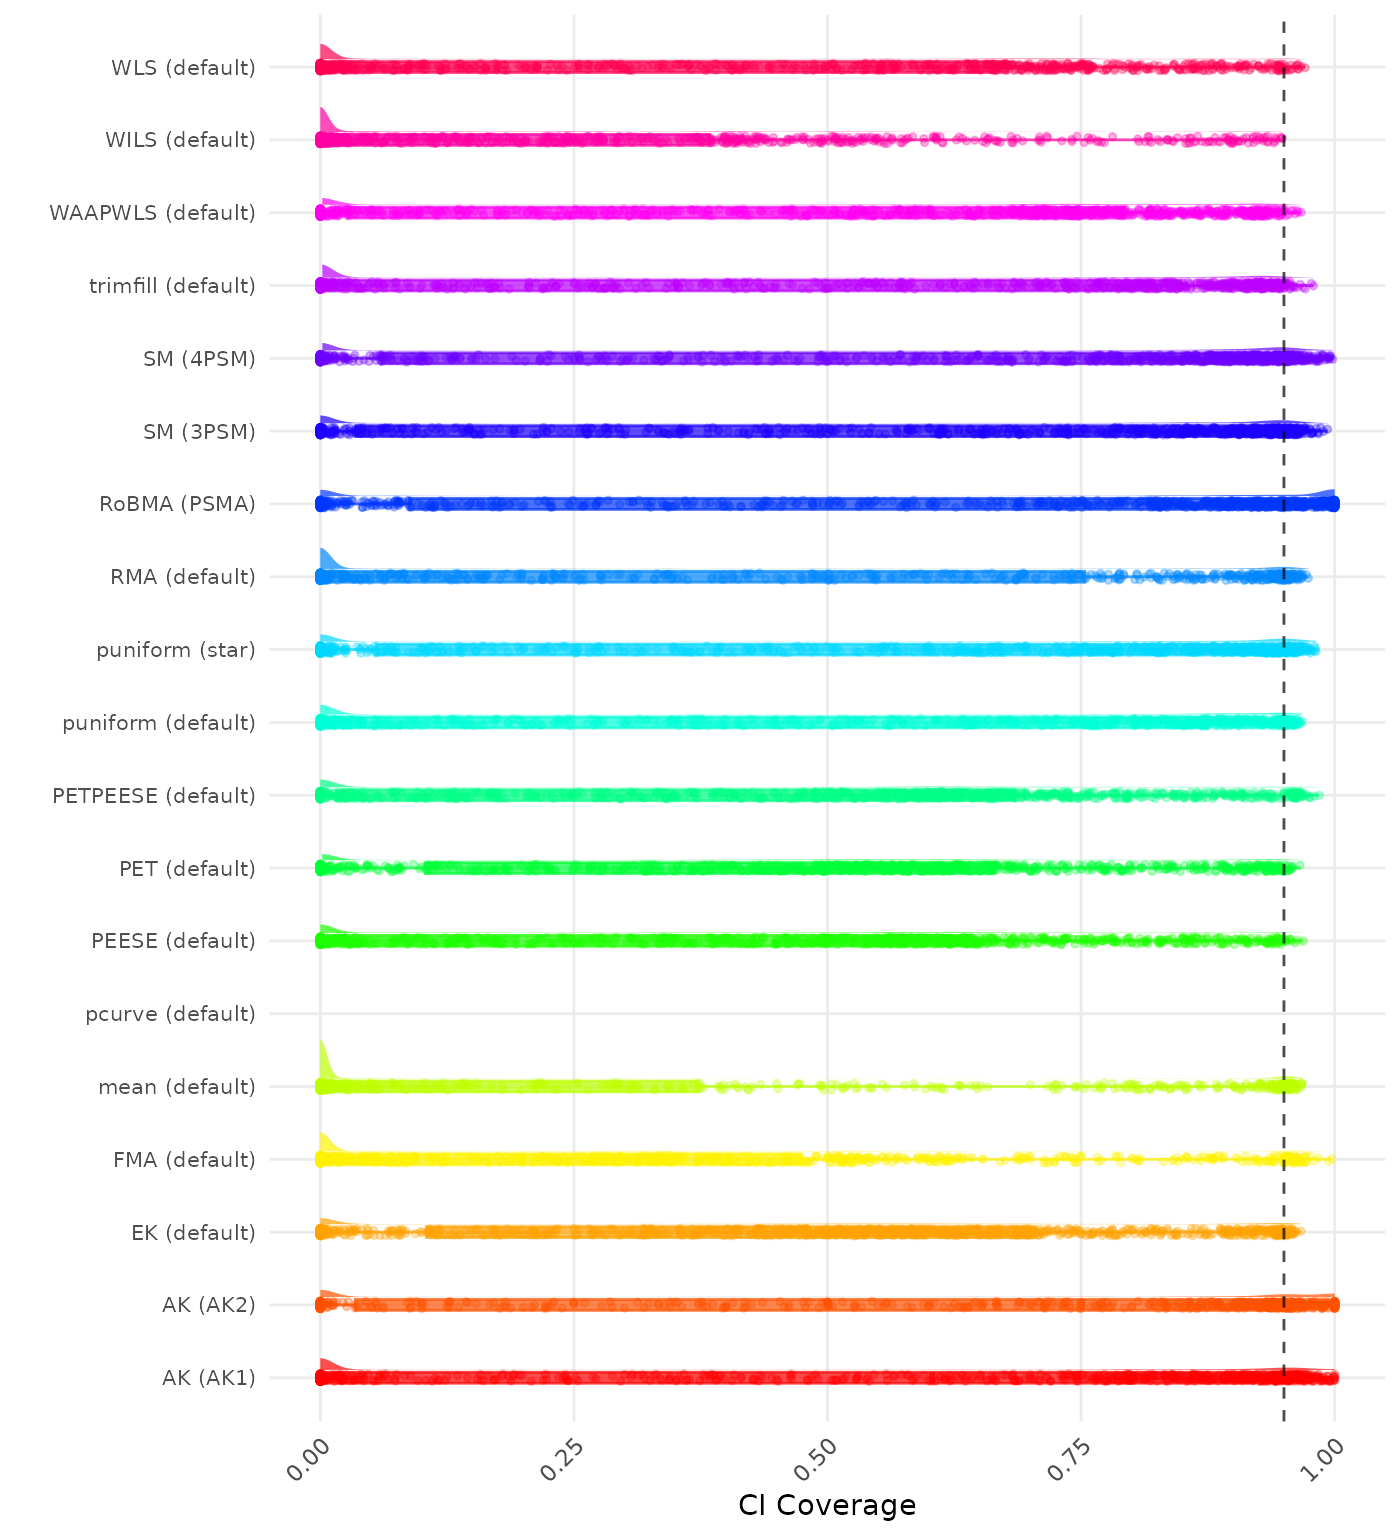 WLS (default)
WILS (default)
WAAPWLS (default)
trimfill (default)
SM (4PSM)
SM (3PSM)
RoBMA (PSMA)
RMA (default)
puniform (star)
puniform (default)
PETPEESE (default)
PET (default)
PEESE (default)
pcurve (default)
mean (default)
FMA (default)
EK (default)
AK (AK2)
AK (AK1)
0.00
0.25
0.50
0.75
1.00
CI Coverage